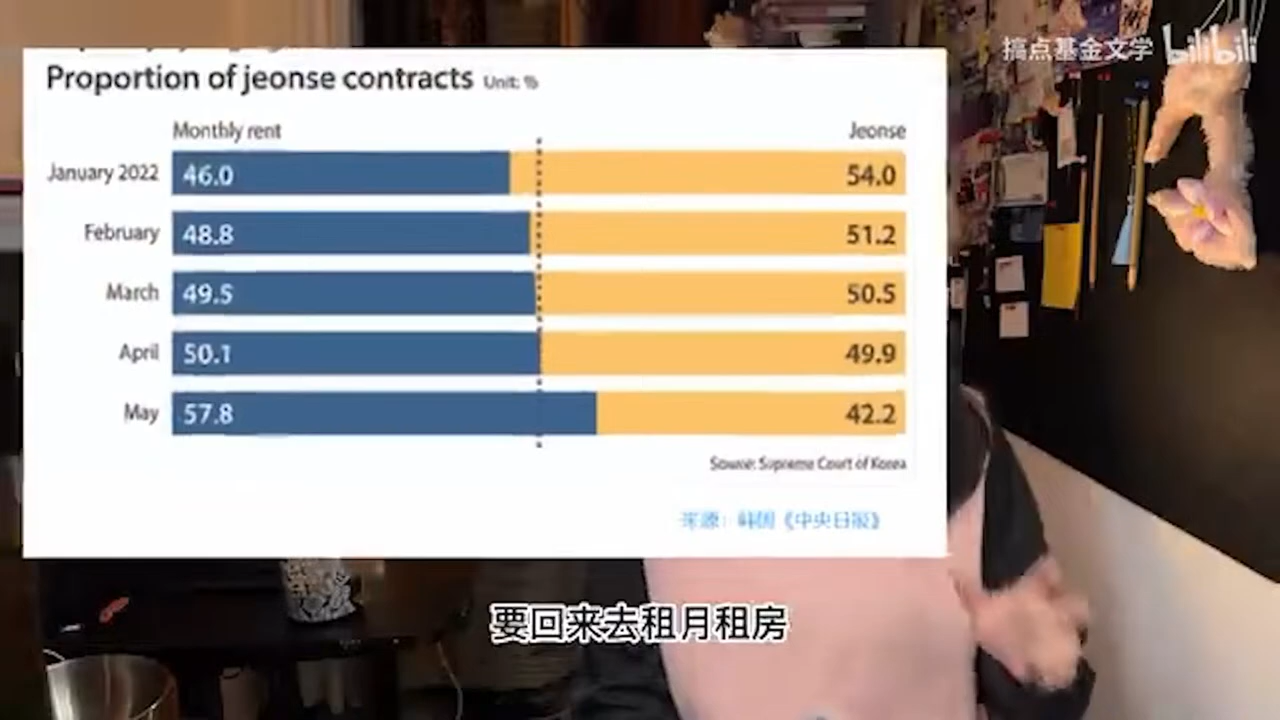 搞点基金文学 bilibili
Proportion of jeonse contracts Unit: %
Monthly rent Jeonse
January 2022 46.0 54.0
February 48.8 51.2
March 49.5 50.5
April 50.1 49.9
May 57.8 42.2
Source: Supreme Court of Korea
来源：韩国《中央日报》
要回来去租月租房